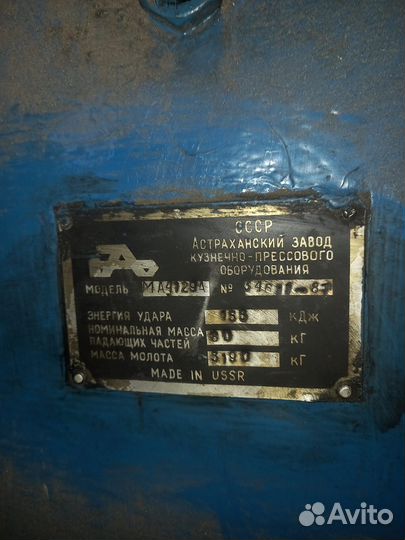 СССР
АСТРАХАНСКИЙ ЗАВОД
КУЗНЕЧНО-ПРЕССОВОГО
ОБОРУДОВАНИЯ
МОДЕЛЬ МА4129А №
ЭНЕРГИЯ УДАРА кДж
НОМИНАЛЬНАЯ МАССА
ПАДАЮЩИХ ЧАСТЕЙ 80 кГ
МАССА МОЛОТА кГ
MADE IN USSR
Avito